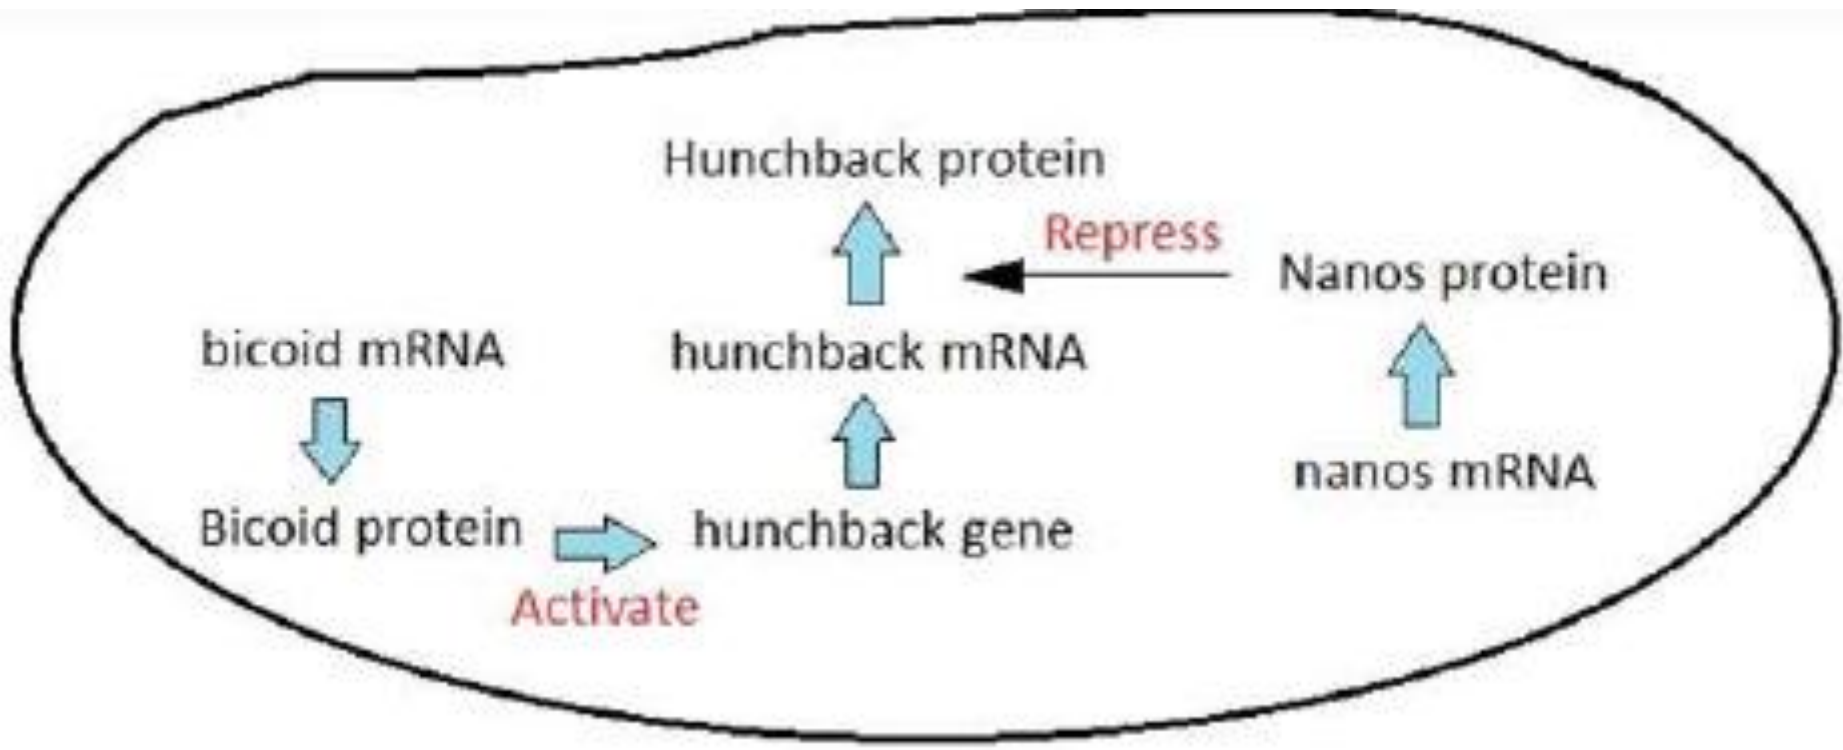 Hunchback protein
Repress
Nanos protein
bicoid mRNA
hunchback mRNA
nanos mRNA
Bicoid protein
hunchback gene
Activate